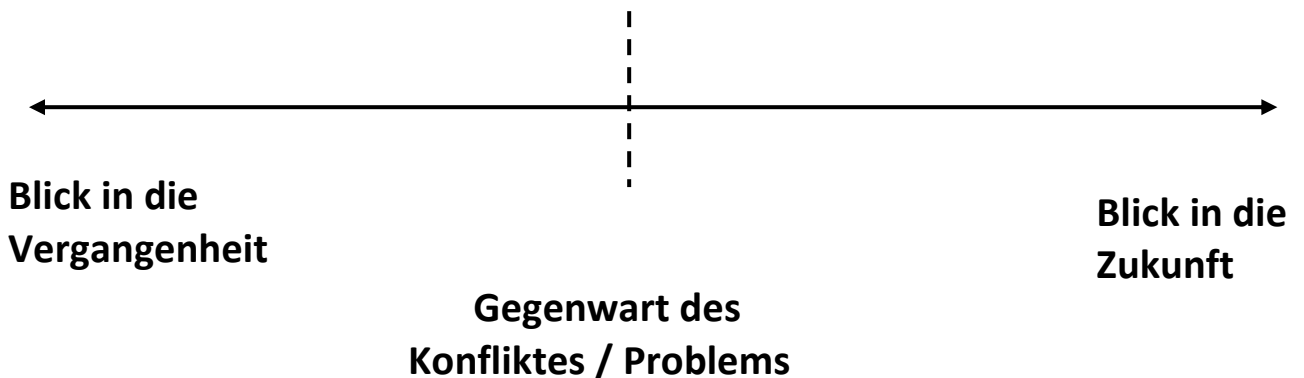 Blick in die
Vergangenheit
Gegenwart des
Konfliktes / Problems
Blick in die
Zukunft